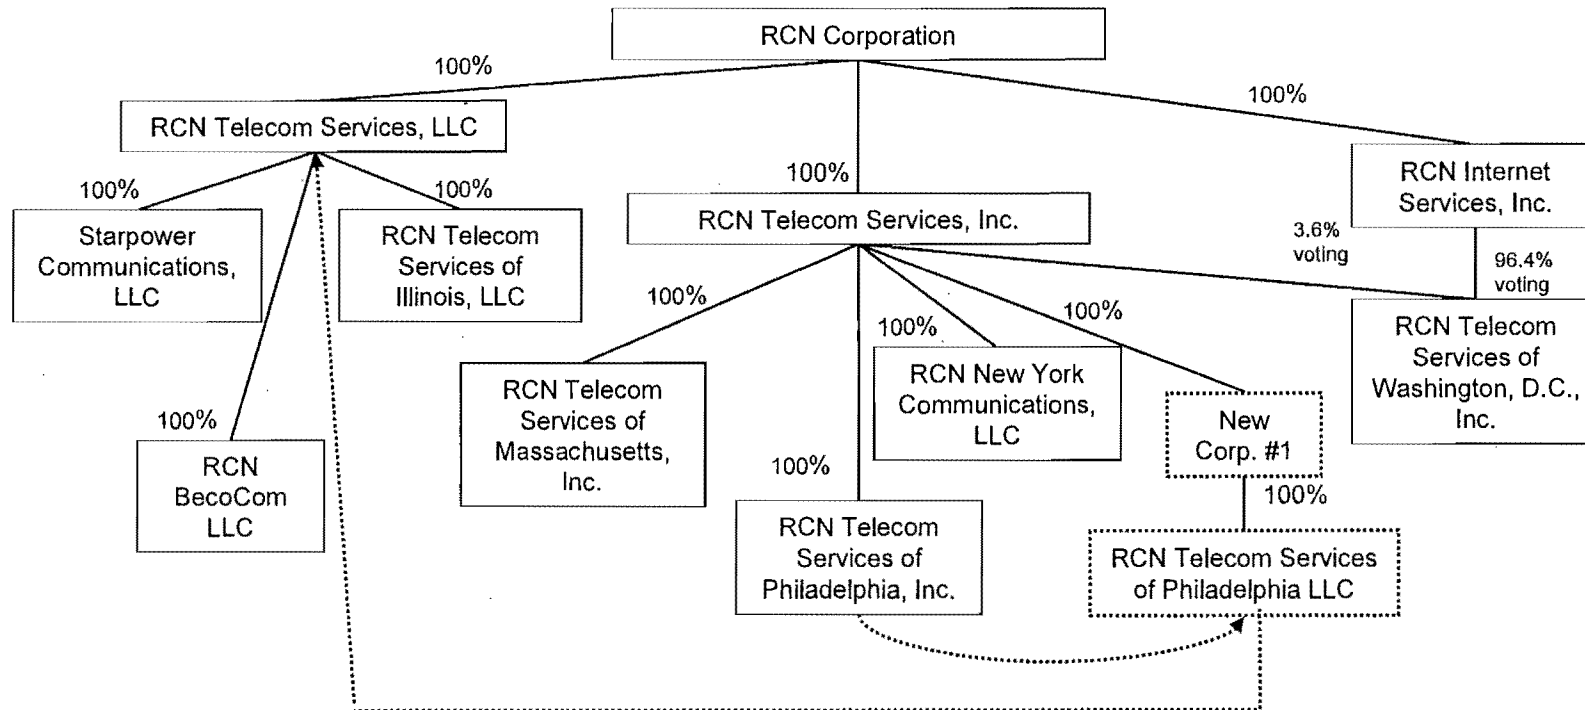 RCN Corporation
100%
100%
RCN Telecom Services, LLC
RCN Internet
Services, Inc.
100%
100%
100%
RCN Telecom Services, Inc.
Starpower
Communications,
LLC
RCN Telecom
Services of
Illinois, LLC
3.6%
voting
96.4%
voting
100%
100%
100%
RCN Telecom
Services of
Washington, D.C.,
Inc.
RCN Telecom
Services of
Massachusetts,
Inc.
RCN New York
Communications,
LLC
New
Corp. #1
100%
RCN
BecoCom
LLC
100%
100%
RCN Telecom
Services of
Philadelphia, Inc.
RCN Telecom Services
of Philadelphia LLC